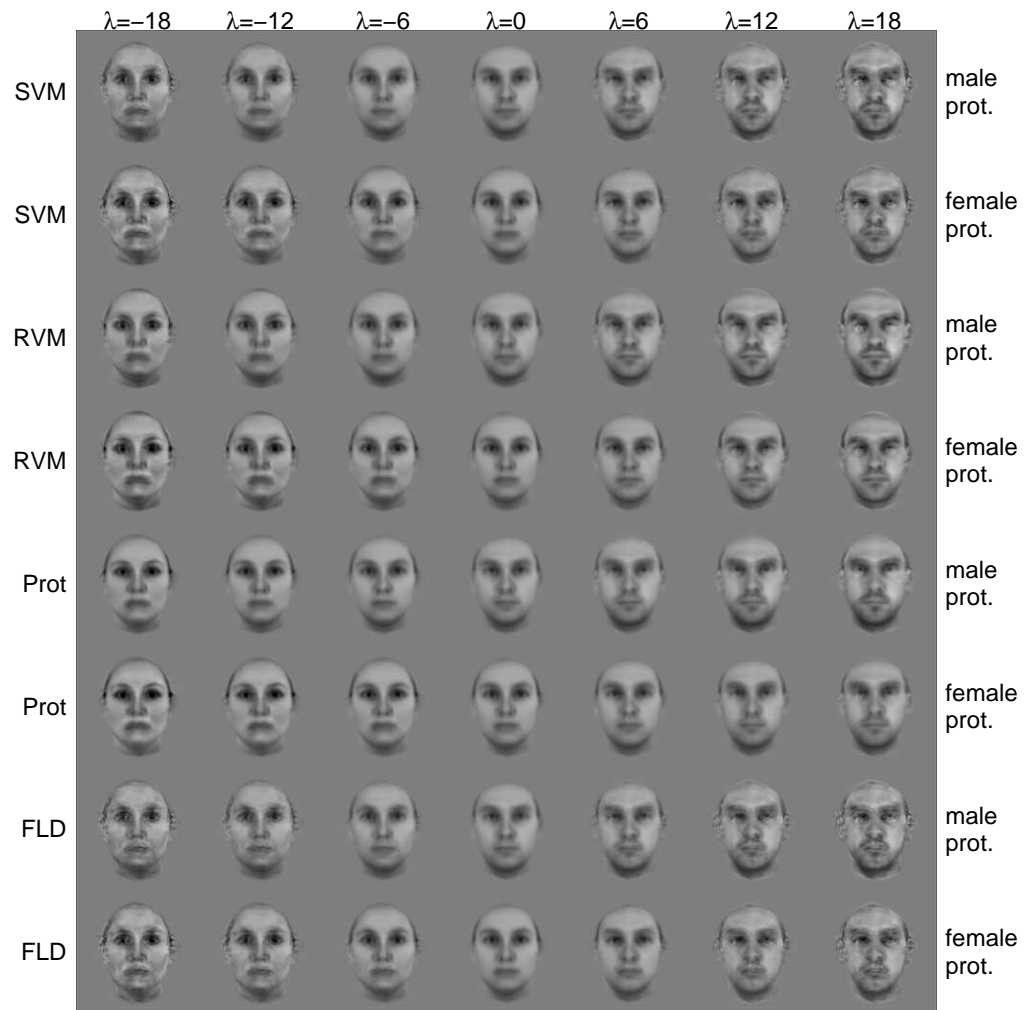 λ=−18 λ=−12 λ=−6 λ=0 λ=6 λ=12 λ=18
SVM male
prot.
SVM female
prot.
RVM male
prot.
RVM female
prot.
Prot male
prot.
Prot female
prot.
FLD male
prot.
FLD female
prot.